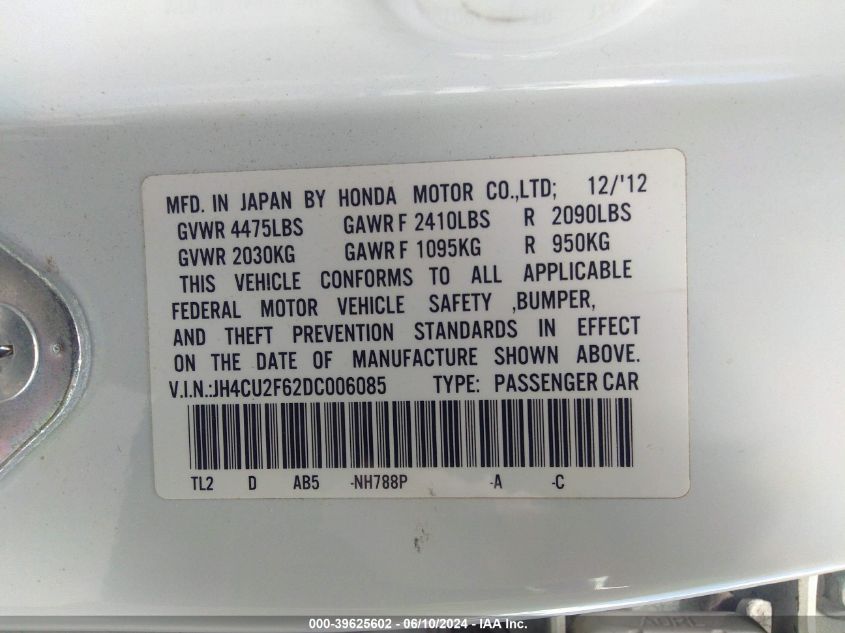 MFD. IN JAPAN BY HONDA MOTOR CO.,LTD; 12/'12
GVWR 4475LBS GAWR F 2410LBS R 2090LBS
GVWR 2030KG GAWR F 1095KG R 950KG
THIS VEHICLE CONFORMS TO ALL APPLICABLE
FEDERAL MOTOR VEHICLE SAFETY ,BUMPER,
AND THEFT PREVENTION STANDARDS IN EFFECT
ON THE DATE OF MANUFACTURE SHOWN ABOVE.
V.I.N.:JH4CU2F62DC006085 TYPE: PASSENGER CAR
TL2 D AB5 -NH788P -A -C
000-39625602 - 06/10/2024 - IAA Inc.